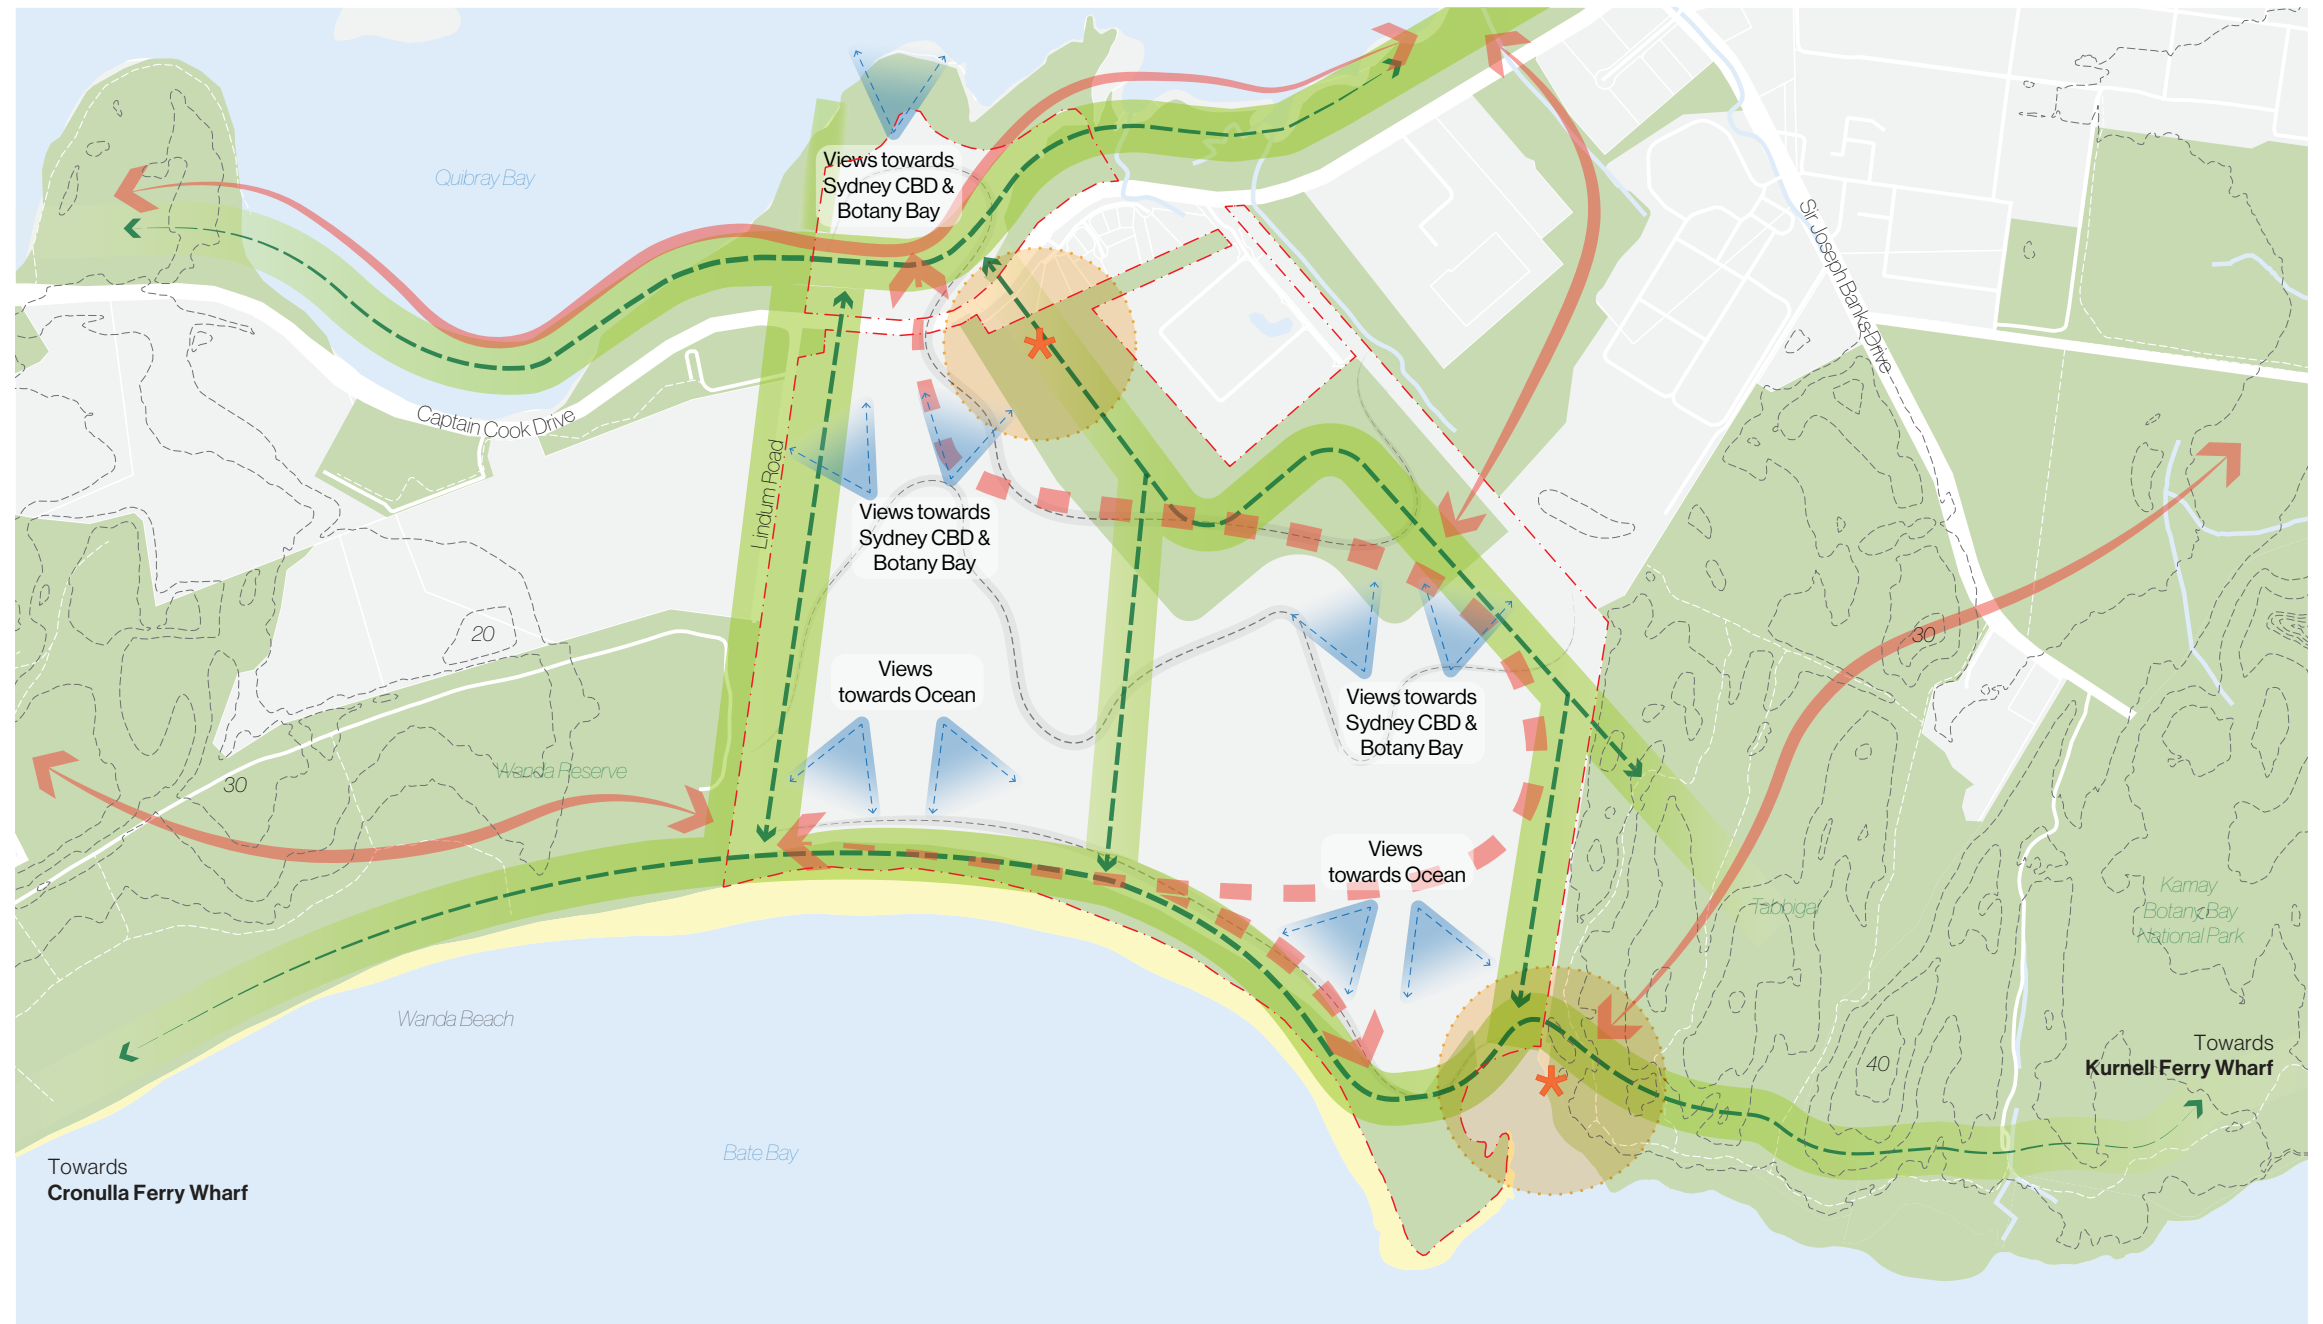 Views towards
Sydney CBD &
Botany Bay
Quibray Bay
Sir Joseph Banks Drive
Captain Cook Drive
Lindum Road
Views towards
Sydney CBD &
Botany Bay
20
30
Views
towards Ocean
Views towards
Sydney CBD &
Botany Bay
Wanda Reserve
30
Views
towards Ocean
Tabbigai
Kamay
Botany Bay
National Park
Wanda Beach
40
Towards
Kurnell Ferry Wharf
Bate Bay
Towards
Cronulla Ferry Wharf